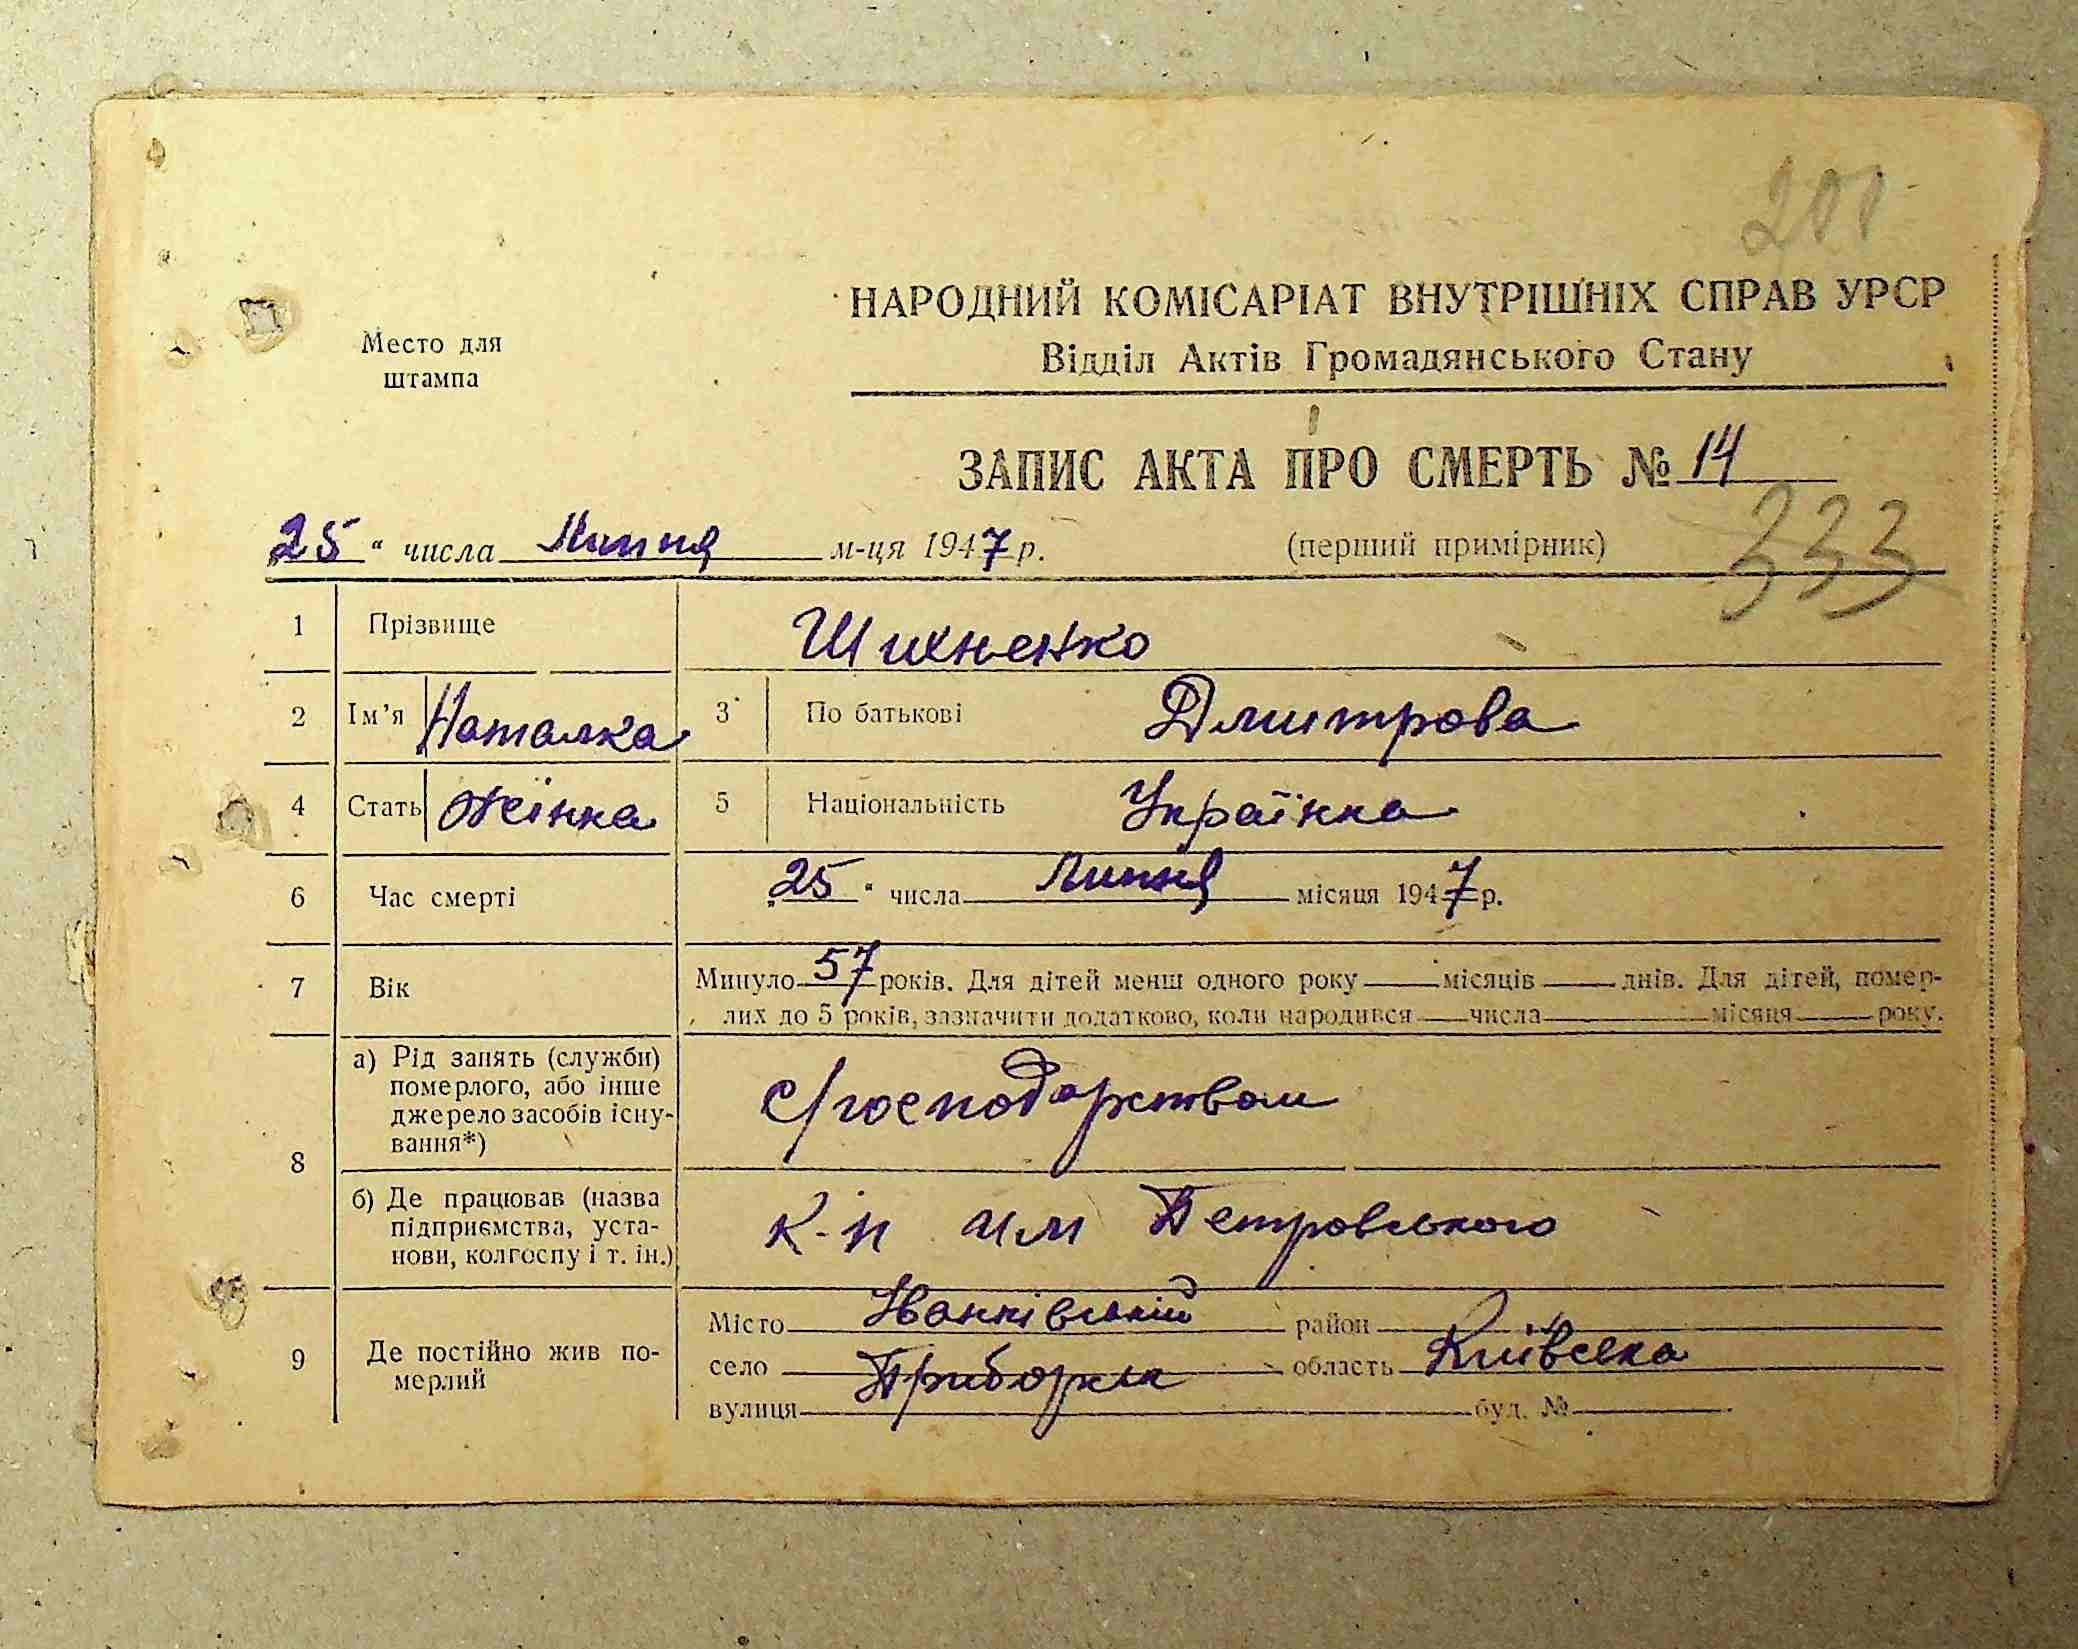 200
НАРОДНИЙ КОМІСАРІАТ ВНУТРІШНІХ СПРАВ УРСР
Место для штампа
Відділ Актів Громадянського Стану
ЗАПИС АКТА ПРО СМЕРТЬ № 14
„25“ числа Липня м-ця 1947 р. (перший примірник) 333
1 Прізвище Шихненко
2 Ім’я Наталка 3 По батькові Дмитрова
4 Стать Жінка 5 Національність Українка
6 Час смерті „25“ числа Липня місяця 1947 р.
7 Вік Минуло 57 років. Для дітей менш одного року місяців днів. Для дітей, помер-
лих до 5 років, зазначити додатково, коли народився числа місяця року.
8 а) Рід занять (служби)
померлого, або інше
джерело засобів існу-
вання*)
с/господарством
б) Де працював (назва
підприємства, уста-
нови, колгоспу і т. ін.)
к-п им Петровського
9 Де постійно жив по-
мерлий
Місто Іванківський район
село Приборськ область Київська
вулиця буд. №